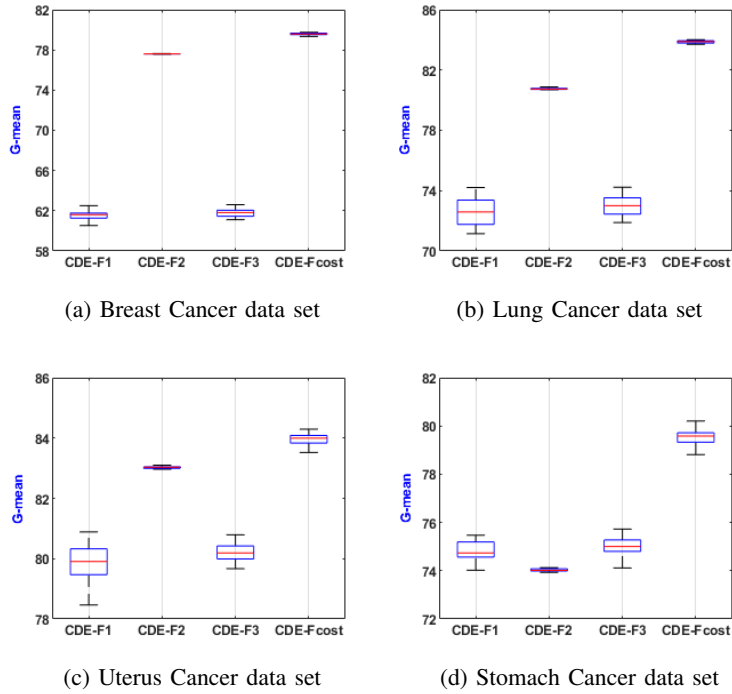 82
78
74
70
66
62
58
G-mean
CDE-F1 CDE-F2 CDE-F3 CDE-Fcost
(a) Breast Cancer data set
86
82
78
74
70
G-mean
CDE-F1 CDE-F2 CDE-F3 CDE-Fcost
(b) Lung Cancer data set
86
84
82
80
78
G-mean
CDE-F1 CDE-F2 CDE-F3 CDE-Fcost
(c) Uterus Cancer data set
82
80
78
76
74
72
G-mean
CDE-F1 CDE-F2 CDE-F3 CDE-Fcost
(d) Stomach Cancer data set